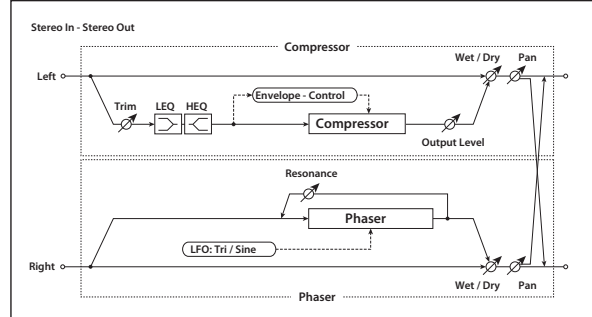 Stereo In - Stereo Out
Compressor
Wet / Dry
Pan
Left
Trim
LEQ
HEQ
Envelope - Control
Compressor
Output Level
Resonance
Phaser
LFO: Tri / Sine
Right
Wet / Dry
Pan
Phaser